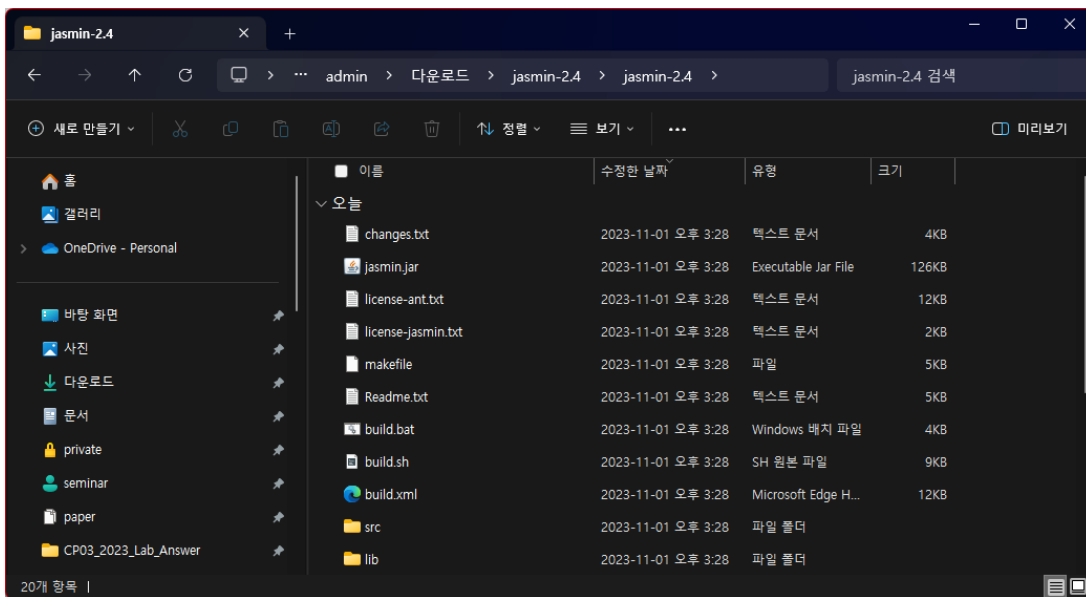 jasmin-2.4
admin > 다운로드 > jasmin-2.4 > jasmin-2.4 >
jasmin-2.4 검색
새로 만들기
정렬
보기
미리보기
홈
갤러리
OneDrive - Personal
바탕 화면
사진
다운로드
문서
private
seminar
paper
CP03_2023_Lab_Answer
이름 수정한 날짜 유형 크기
오늘
changes.txt 2023-11-01 오후 3:28 텍스트 문서 4KB
jasmin.jar 2023-11-01 오후 3:28 Executable Jar File 126KB
license-ant.txt 2023-11-01 오후 3:28 텍스트 문서 12KB
license-jasmin.txt 2023-11-01 오후 3:28 텍스트 문서 2KB
makefile 2023-11-01 오후 3:28 파일 5KB
Readme.txt 2023-11-01 오후 3:28 텍스트 문서 5KB
build.bat 2023-11-01 오후 3:28 Windows 배치 파일 4KB
build.sh 2023-11-01 오후 3:28 SH 원본 파일 9KB
build.xml 2023-11-01 오후 3:28 Microsoft Edge H... 12KB
src 2023-11-01 오후 3:28 파일 폴더
lib 2023-11-01 오후 3:28 파일 폴더
20개 항목